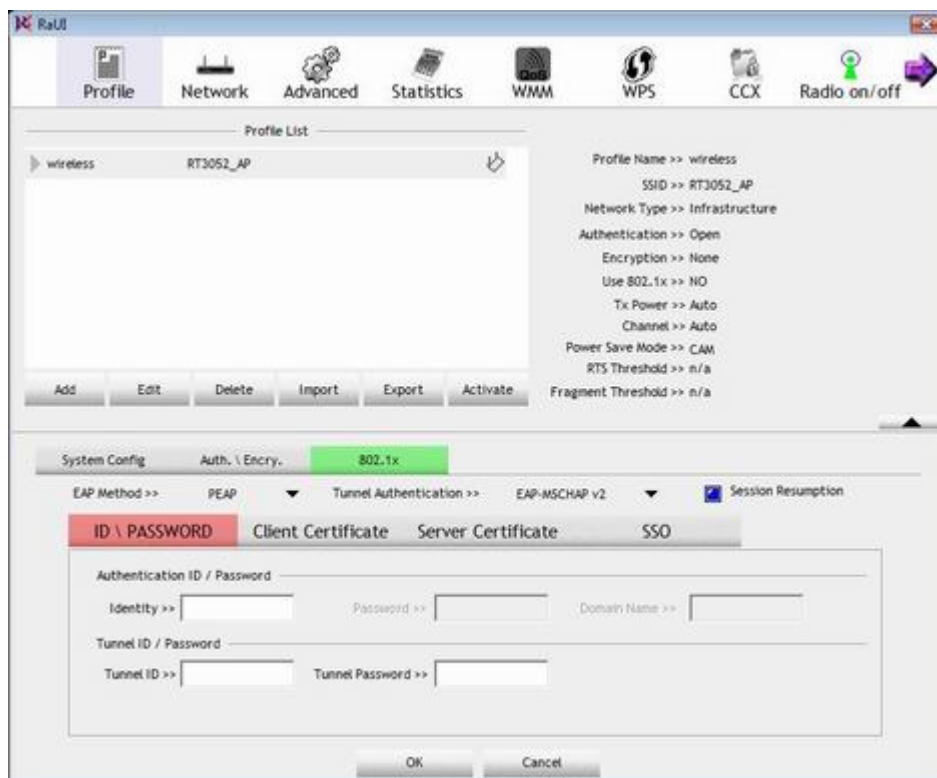 RaUI
Profile Network Advanced Statistics WMM WPS CCX Radio on/off
QoS
Profile List
wireless RT3052_AP
Profile Name >> wireless
SSID >> RT3052_AP
Network Type >> Infrastructure
Authentication >> Open
Encryption >> None
Use 802.1x >> NO
Tx Power >> Auto
Channel >> Auto
Power Save Mode >> CAM
RTS Threshold >> n/a
Fragment Threshold >> n/a
Add Edit Delete Import Export Activate
System Config Auth. \ Encry. 802.1x
EAP Method >> PEAP Tunnel Authentication >> EAP-MSCHAP v2 Session Resumption
ID \ PASSWORD Client Certificate Server Certificate SSO
Authentication ID / Password
Identity >> Password >> Domain Name >>
Tunnel ID / Password
Tunnel ID >> Tunnel Password >>
OK Cancel